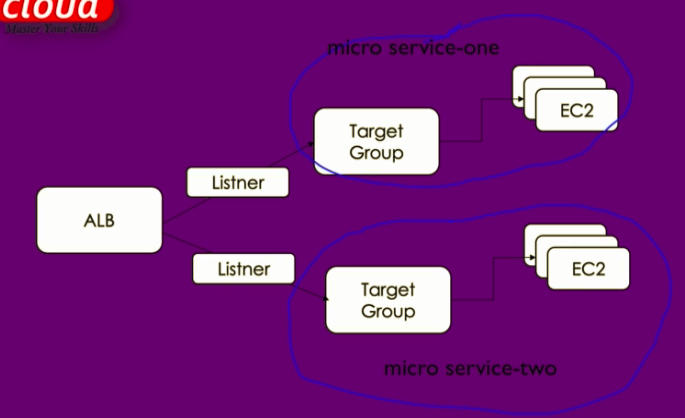 cloud
Master Your Skills
micro service-one
EC2
Target
Group
Listner
ALB
Listner
Target
Group
EC2
micro service-two